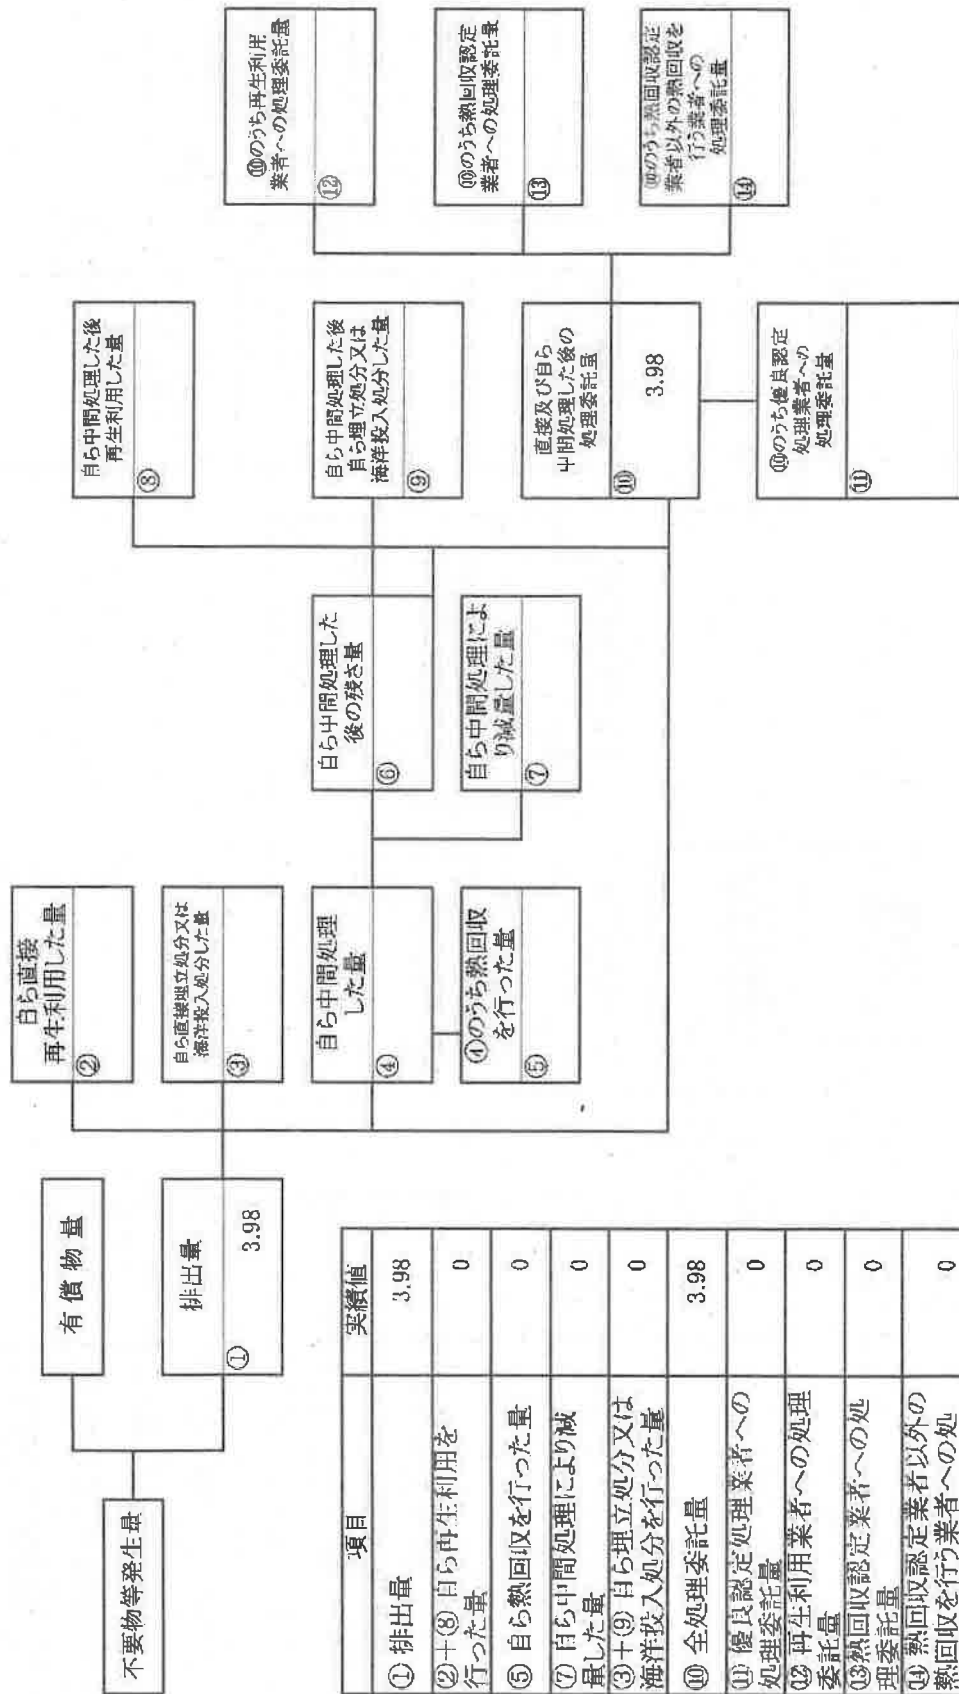 不要物等発生量
有償物量
排出量
①
3.98
自ら直接
再生利用した量
②
自ら直接埋立処分又は
海洋投入処分した量
③
自ら中間処理
した量
④
④のうち熱回収
を行った量
⑤
自ら中間処理した
後の残さ量
⑥
自ら中間処理によ
り減量した量
⑦
自ら中間処理した後
再生利用した量
⑧
自ら中間処理した後
自ら埋立処分又は
海洋投入処分した量
⑨
直接及び自ら
中間処理した後の
処理委託量
⑩
3.98
⑩のうち優良認定
処理業者への
処理委託量
⑪
⑩のうち再生利用
業者への処理委託量
⑫
⑩のうち熱回収認定
業者への処理委託量
⑬
⑩のうち熱回収認定
業者以外の熱回収を
行う業者への
処理委託量
⑭
項目 実績値
①排出量 3.98
②+⑧自ら再生利用を
行った量 0
⑤自ら熱回収を行った量 0
⑦自ら中間処理により減
量した量 0
③+⑨自ら埋立処分又は
海洋投入処分を行った量 0
⑩全処理委託量 3.98
⑪優良認定処理業者への
処理委託量 0
⑫再生利用業者への処理
委託量 0
⑬熱回収認定業者への処
理委託量 0
⑭熱回収認定業者以外の
熱回収を行う業者への処 0